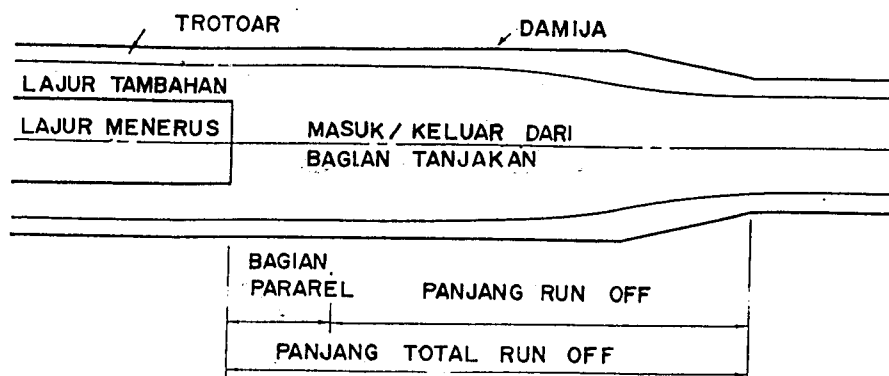 TROTOAR
DAMIJA
LAJUR TAMBAHAN
LAJUR MENERUS
MASUK/KELUAR DARI
BAGIAN TANJAKAN
BAGIAN
PARAREL
PANJANG RUN OFF
PANJANG TOTAL RUN OFF